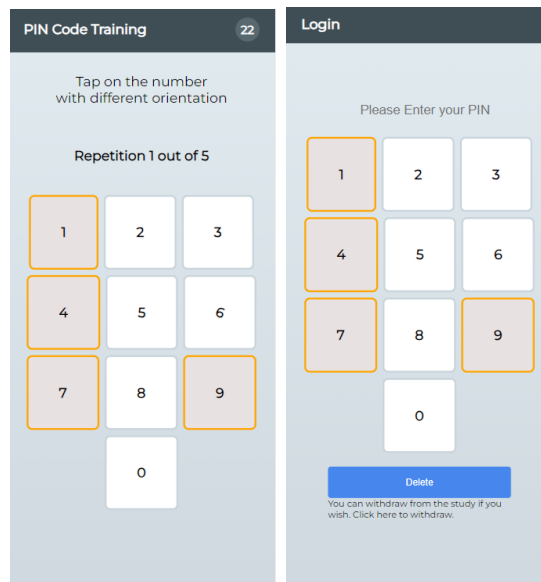 PIN Code Training 22
Tap on the number
with different orientation
Repetition 1 out of 5
1 2 3
4 5 6
7 8 9
0
Login
Please Enter your PIN
1 2 3
4 5 6
7 8 9
0
Delete
You can withdraw from the study if you
wish. Click here to withdraw.